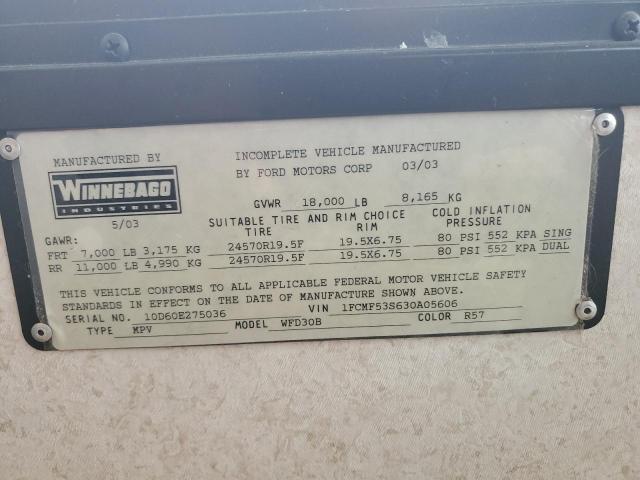 MANUFACTURED BY
WINNEBAGO
INDUSTRIES
5/03
INCOMPLETE VEHICLE MANUFACTURED
BY FORD MOTORS CORP 03/03
GVWR 18,000 LB 8,165 KG
SUITABLE TIRE AND RIM CHOICE COLD INFLATION
GAWR: TIRE RIM PRESSURE
FRT 7,000 LB 3,175 KG 24570R19.5F 19.5X6.75 80 PSI 552 KPA SING
RR 11,000 LB 4,990 KG 24570R19.5F 19.5X6.75 80 PSI 552 KPA DUAL
THIS VEHICLE CONFORMS TO ALL APPLICABLE FEDERAL MOTOR VEHICLE SAFETY
STANDARDS IN EFFECT ON THE DATE OF MANUFACTURE SHOWN ABOVE.
SERIAL NO. 10D60E275036 VIN 1FCMF53S630A05606
TYPE MPV MODEL WFD30B COLOR R57